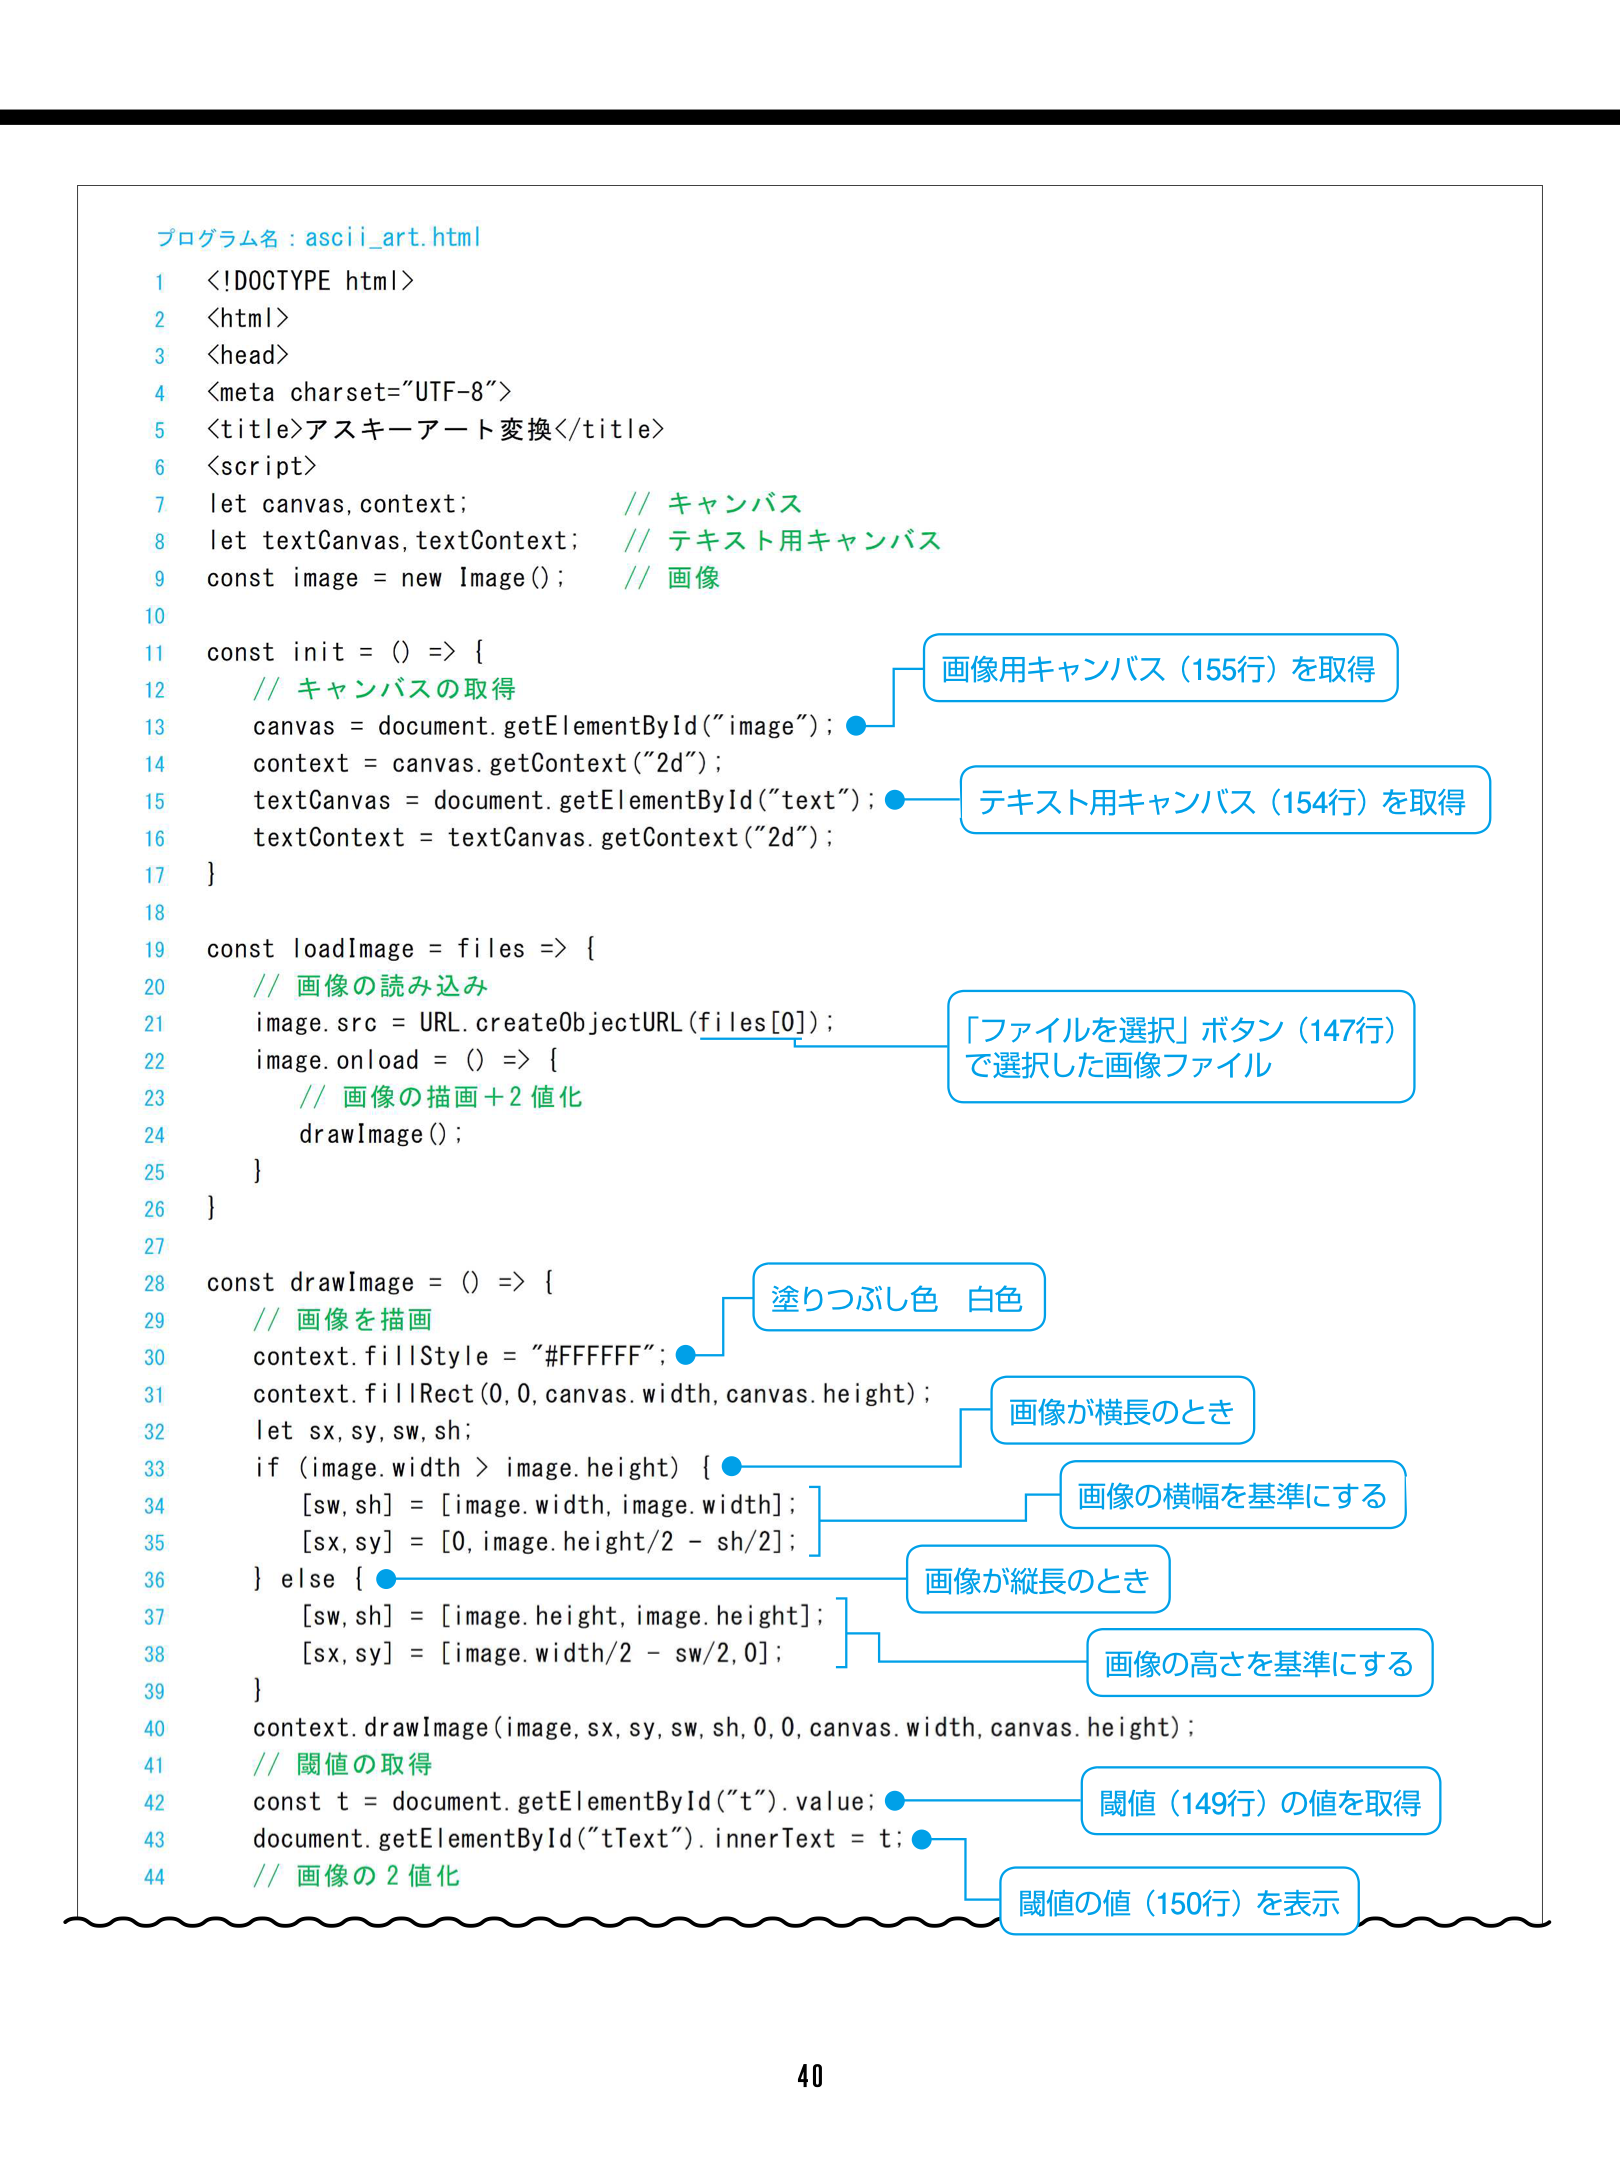 プログラム名 : ascii_art.html
1 <!DOCTYPE html>
2 <html>
3 <head>
4 <meta charset="UTF-8">
5 <title>アスキーアート変換</title>
6 <script>
7 let canvas,context; // キャンバス
8 let textCanvas,textContext; // テキスト用キャンバス
9 const image = new Image(); // 画像
10
11 const init = () => {
画像用キャンバス（155行）を取得
12 // キャンバスの取得
13 canvas = document.getElementById("image");
14 context = canvas.getContext("2d");
15 textCanvas = document.getElementById("text");
テキスト用キャンバス（154行）を取得
16 textContext = textCanvas.getContext("2d");
17 }
18
19 const loadImage = files => {
20 // 画像の読み込み
21 image.src = URL.createObjectURL(files[0]);
「ファイルを選択」ボタン（147行）
で選択した画像ファイル
22 image.onload = () => {
23 // 画像の描画＋2値化
24 drawImage();
25 }
26 }
27
28 const drawImage = () => {
塗りつぶし色　白色
29 // 画像を描画
30 context.fillStyle = "#FFFFFF";
31 context.fillRect(0,0,canvas.width,canvas.height);
画像が横長のとき
32 let sx,sy,sw,sh;
33 if (image.width > image.height) {
34 [sw,sh] = [image.width,image.width];
画像の横幅を基準にする
35 [sx,sy] = [0,image.height/2 - sh/2];
36 } else {
画像が縦長のとき
37 [sw,sh] = [image.height,image.height];
38 [sx,sy] = [image.width/2 - sw/2,0];
画像の高さを基準にする
39 }
40 context.drawImage(image,sx,sy,sw,sh,0,0,canvas.width,canvas.height);
41 // 閾値の取得
42 const t = document.getElementById("t").value;
閾値（149行）の値を取得
43 document.getElementById("tText").innerText = t;
44 // 画像の2値化
閾値の値（150行）を表示
40